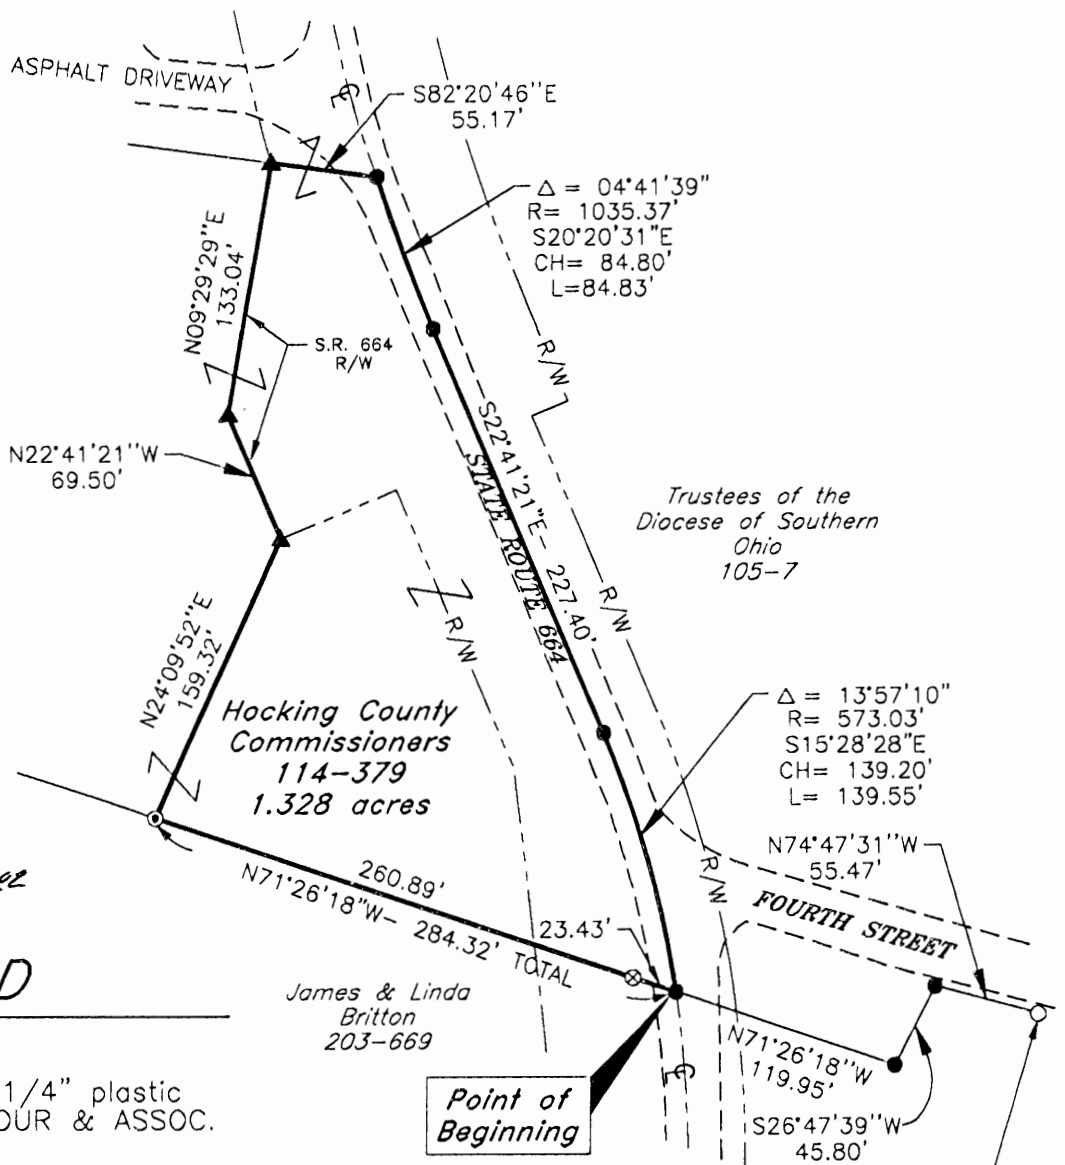 ASPHALT DRIVEWAY
℄
S82°20'46"E
55.17'
Δ = 04°41'39"
R= 1035.37'
S20°20'31"E
CH= 84.80'
L=84.83'
N09°29'29"E
133.04'
S.R. 664
R/W
R/W
N22°41'21"W
69.50'
S22°41'21"E- 227.40'
STATE ROUTE 664
Trustees of the
Diocese of Southern
Ohio
105-7
R/W
R/W
N24°09'52"E
159.32'
Hocking County
Commissioners
114-379
1.328 acres
Δ = 13°57'10"
R= 573.03'
S15°28'28"E
CH= 139.20'
L= 139.55'
N74°47'31"W
55.47'
R/W
FOURTH STREET
260.89'
N71°26'18"W- 284.32' TOTAL
23.43'
D
James & Linda
Britton
203-669
N71°26'18"W
119.95'
℄
Point of
Beginning
S26°47'39"W
45.80'
1/4" plastic
OUR & ASSOC.